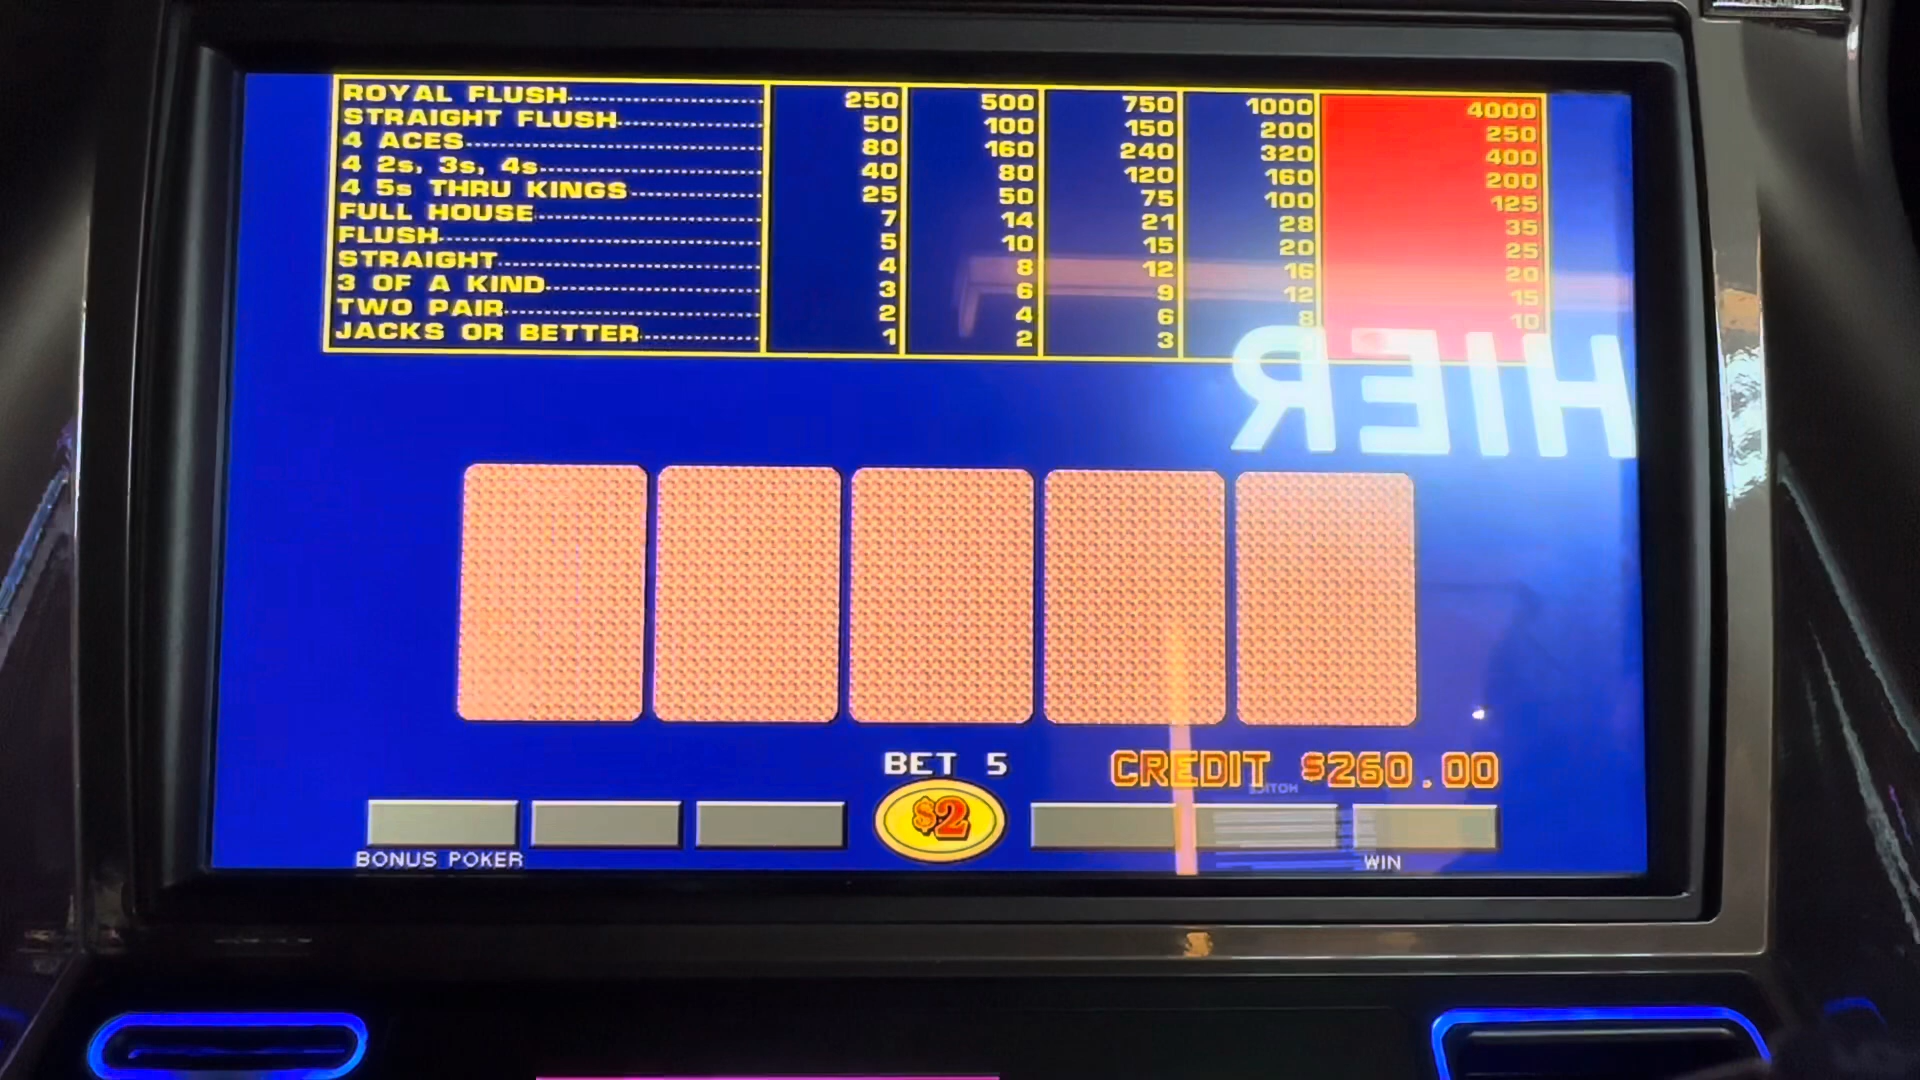 ROYAL FLUSH 250 500 750 1000 4000
STRAIGHT FLUSH 50 100 150 200 250
4 ACES 80 160 240 320 400
4 2s, 3s, 4s 40 80 120 160 200
4 5s THRU KINGS 25 50 75 100 125
FULL HOUSE 7 14 21 28 35
FLUSH 5 10 15 20 25
STRAIGHT 4 8 12 16 20
3 OF A KIND 3 6 9 12 15
TWO PAIR 2 4 6 8 10
JACKS OR BETTER 1 2 3
HIER
BET 5
CREDIT $260.00
$2
BONUS POKER
WIN